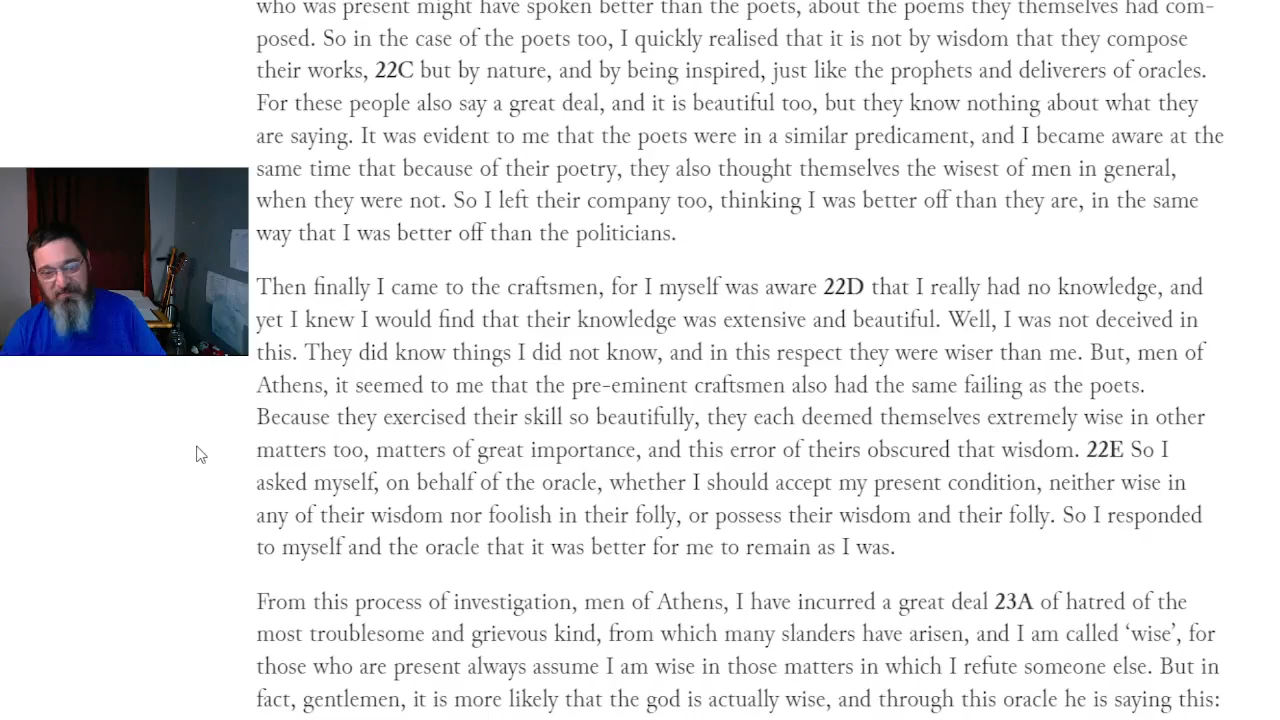 who was present might have spoken better than the poets, about the poems they themselves had com-
posed. So in the case of the poets too, I quickly realised that it is not by wisdom that they compose
their works, 22C but by nature, and by being inspired, just like the prophets and deliverers of oracles.
For these people also say a great deal, and it is beautiful too, but they know nothing about what they
are saying. It was evident to me that the poets were in a similar predicament, and I became aware at the
same time that because of their poetry, they also thought themselves the wisest of men in general,
when they were not. So I left their company too, thinking I was better off than they are, in the same
way that I was better off than the politicians.
Then finally I came to the craftsmen, for I myself was aware 22D that I really had no knowledge, and
yet I knew I would find that their knowledge was extensive and beautiful. Well, I was not deceived in
this. They did know things I did not know, and in this respect they were wiser than me. But, men of
Athens, it seemed to me that the pre-eminent craftsmen also had the same failing as the poets.
Because they exercised their skill so beautifully, they each deemed themselves extremely wise in other
matters too, matters of great importance, and this error of theirs obscured that wisdom. 22E So I
asked myself, on behalf of the oracle, whether I should accept my present condition, neither wise in
any of their wisdom nor foolish in their folly, or possess their wisdom and their folly. So I responded
to myself and the oracle that it was better for me to remain as I was.
From this process of investigation, men of Athens, I have incurred a great deal 23A of hatred of the
most troublesome and grievous kind, from which many slanders have arisen, and I am called ‘wise’, for
those who are present always assume I am wise in those matters in which I refute someone else. But in
fact, gentlemen, it is more likely that the god is actually wise, and through this oracle he is saying this: